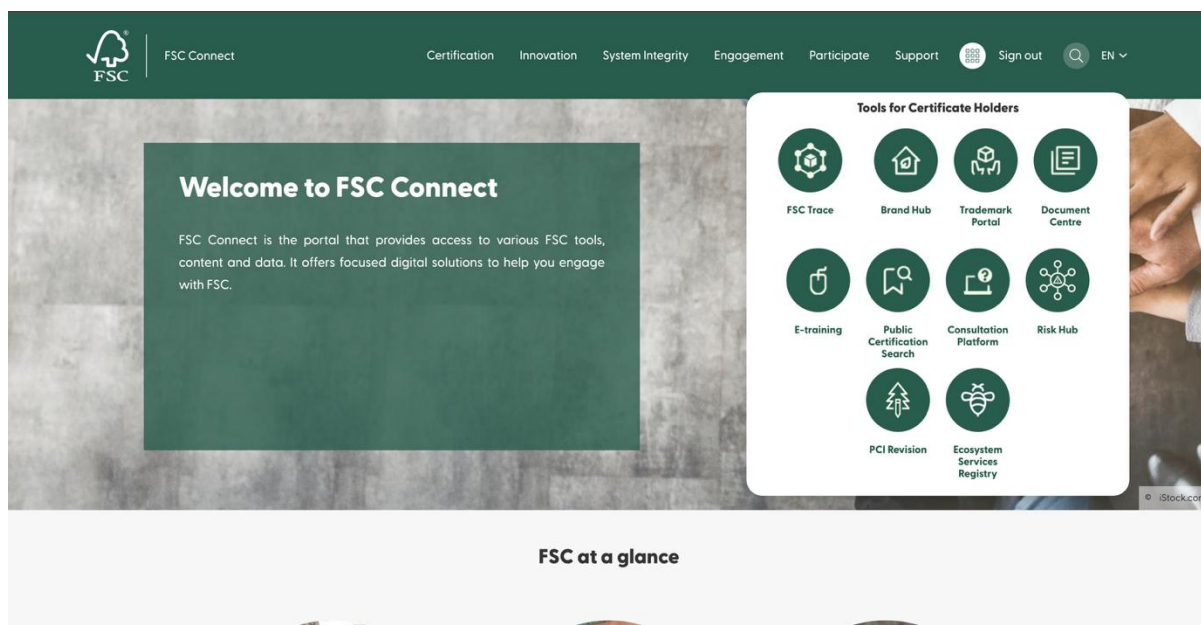 FSC
FSC Connect
Certification Innovation System Integrity Engagement Participate Support Sign out EN
Tools for Certificate Holders
FSC Trace
Brand Hub
Trademark
Portal
Document
Centre
E-training
Public
Certification
Search
Consultation
Platform
Risk Hub
PCI Revision
Ecosystem
Services
Registry
Welcome to FSC Connect
FSC Connect is the portal that provides access to various FSC tools,
content and data. It offers focused digital solutions to help you engage
with FSC.
© iStock.com
FSC at a glance